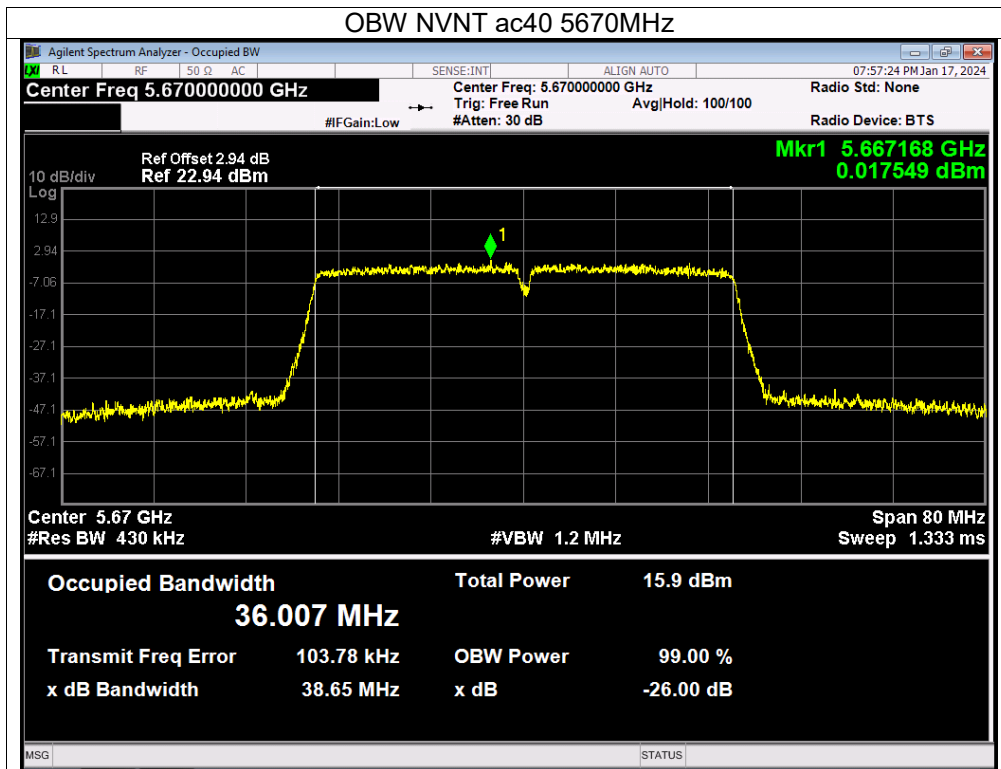 OBW NVNT ac40 5670MHz
Agilent Spectrum Analyzer - Occupied BW
LXI RL RF 50 Ω AC SENSE:INT ALIGN AUTO 07:57:24 PM Jan 17, 2024
Center Freq 5.670000000 GHz Center Freq: 5.670000000 GHz Radio Std: None
Trig: Free Run Avg|Hold: 100/100
#IFGain:Low #Atten: 30 dB Radio Device: BTS
Mkr1 5.667168 GHz
0.017549 dBm
Ref Offset 2.94 dB
10 dB/div Ref 22.94 dBm
Log
12.9
1
2.94
-7.06
-17.1
-27.1
-37.1
-47.1
-57.1
-67.1
Center 5.67 GHz Span 80 MHz
#Res BW 430 kHz #VBW 1.2 MHz Sweep 1.333 ms
Occupied Bandwidth Total Power 15.9 dBm
36.007 MHz
Transmit Freq Error 103.78 kHz OBW Power 99.00 %
x dB Bandwidth 38.65 MHz x dB -26.00 dB
MSG STATUS